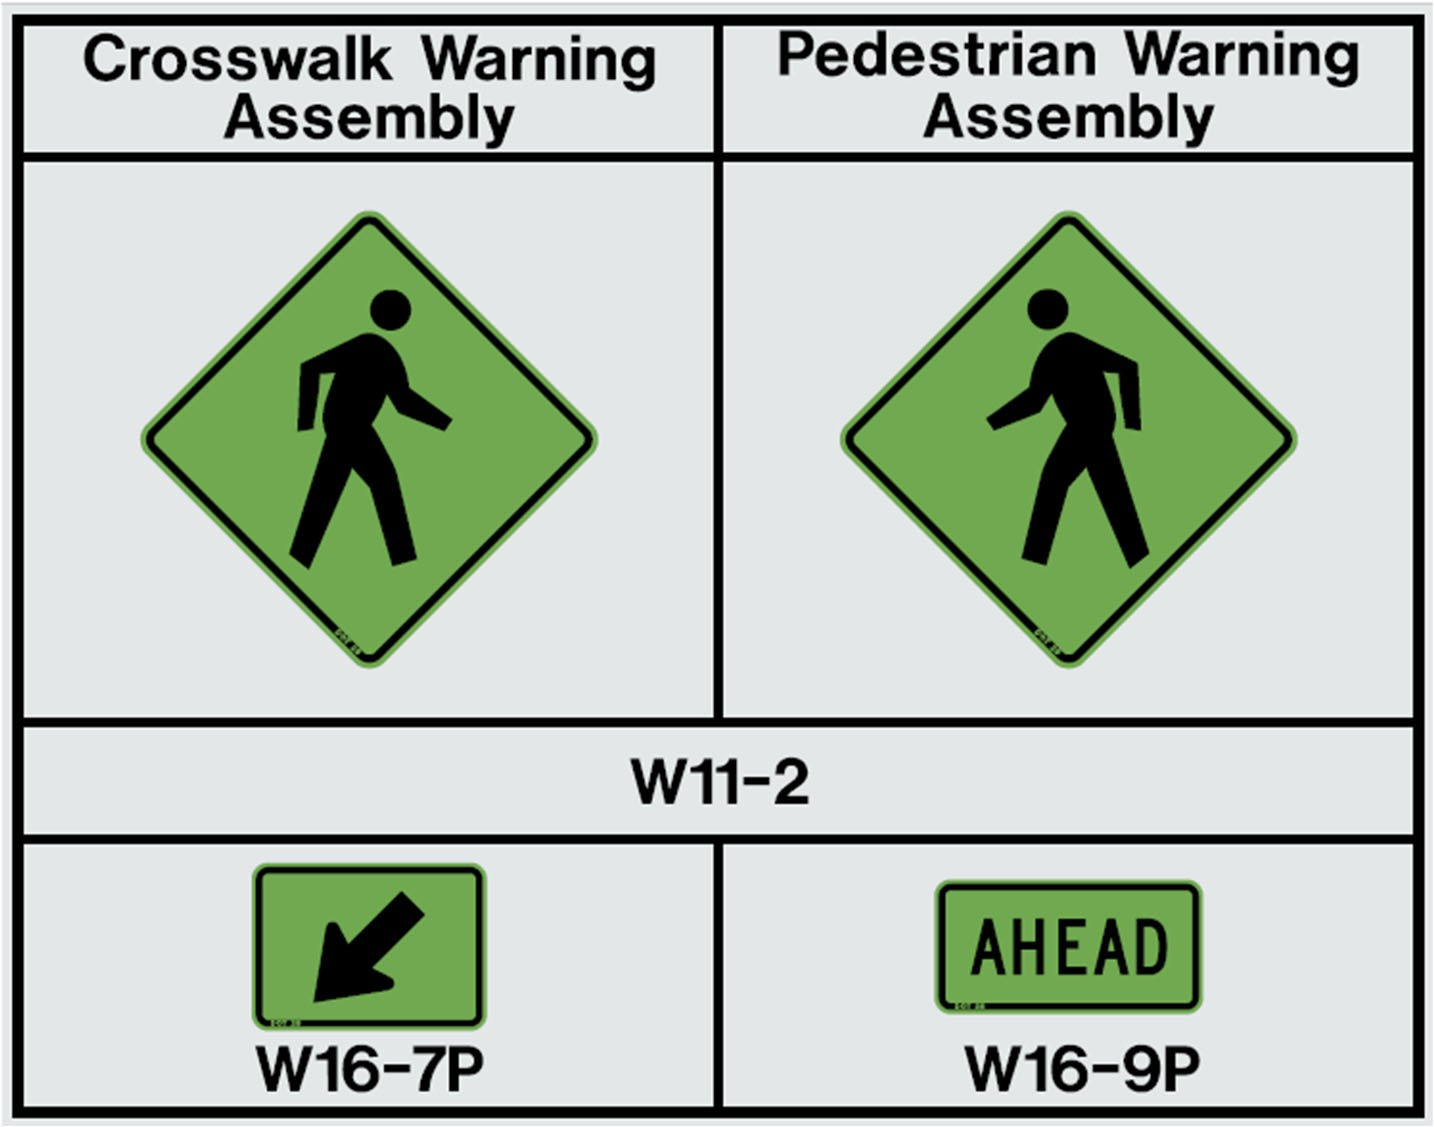 Crosswalk Warning
Assembly
Pedestrian Warning
Assembly
W11-2
AHEAD
W16-7P
W16-9P